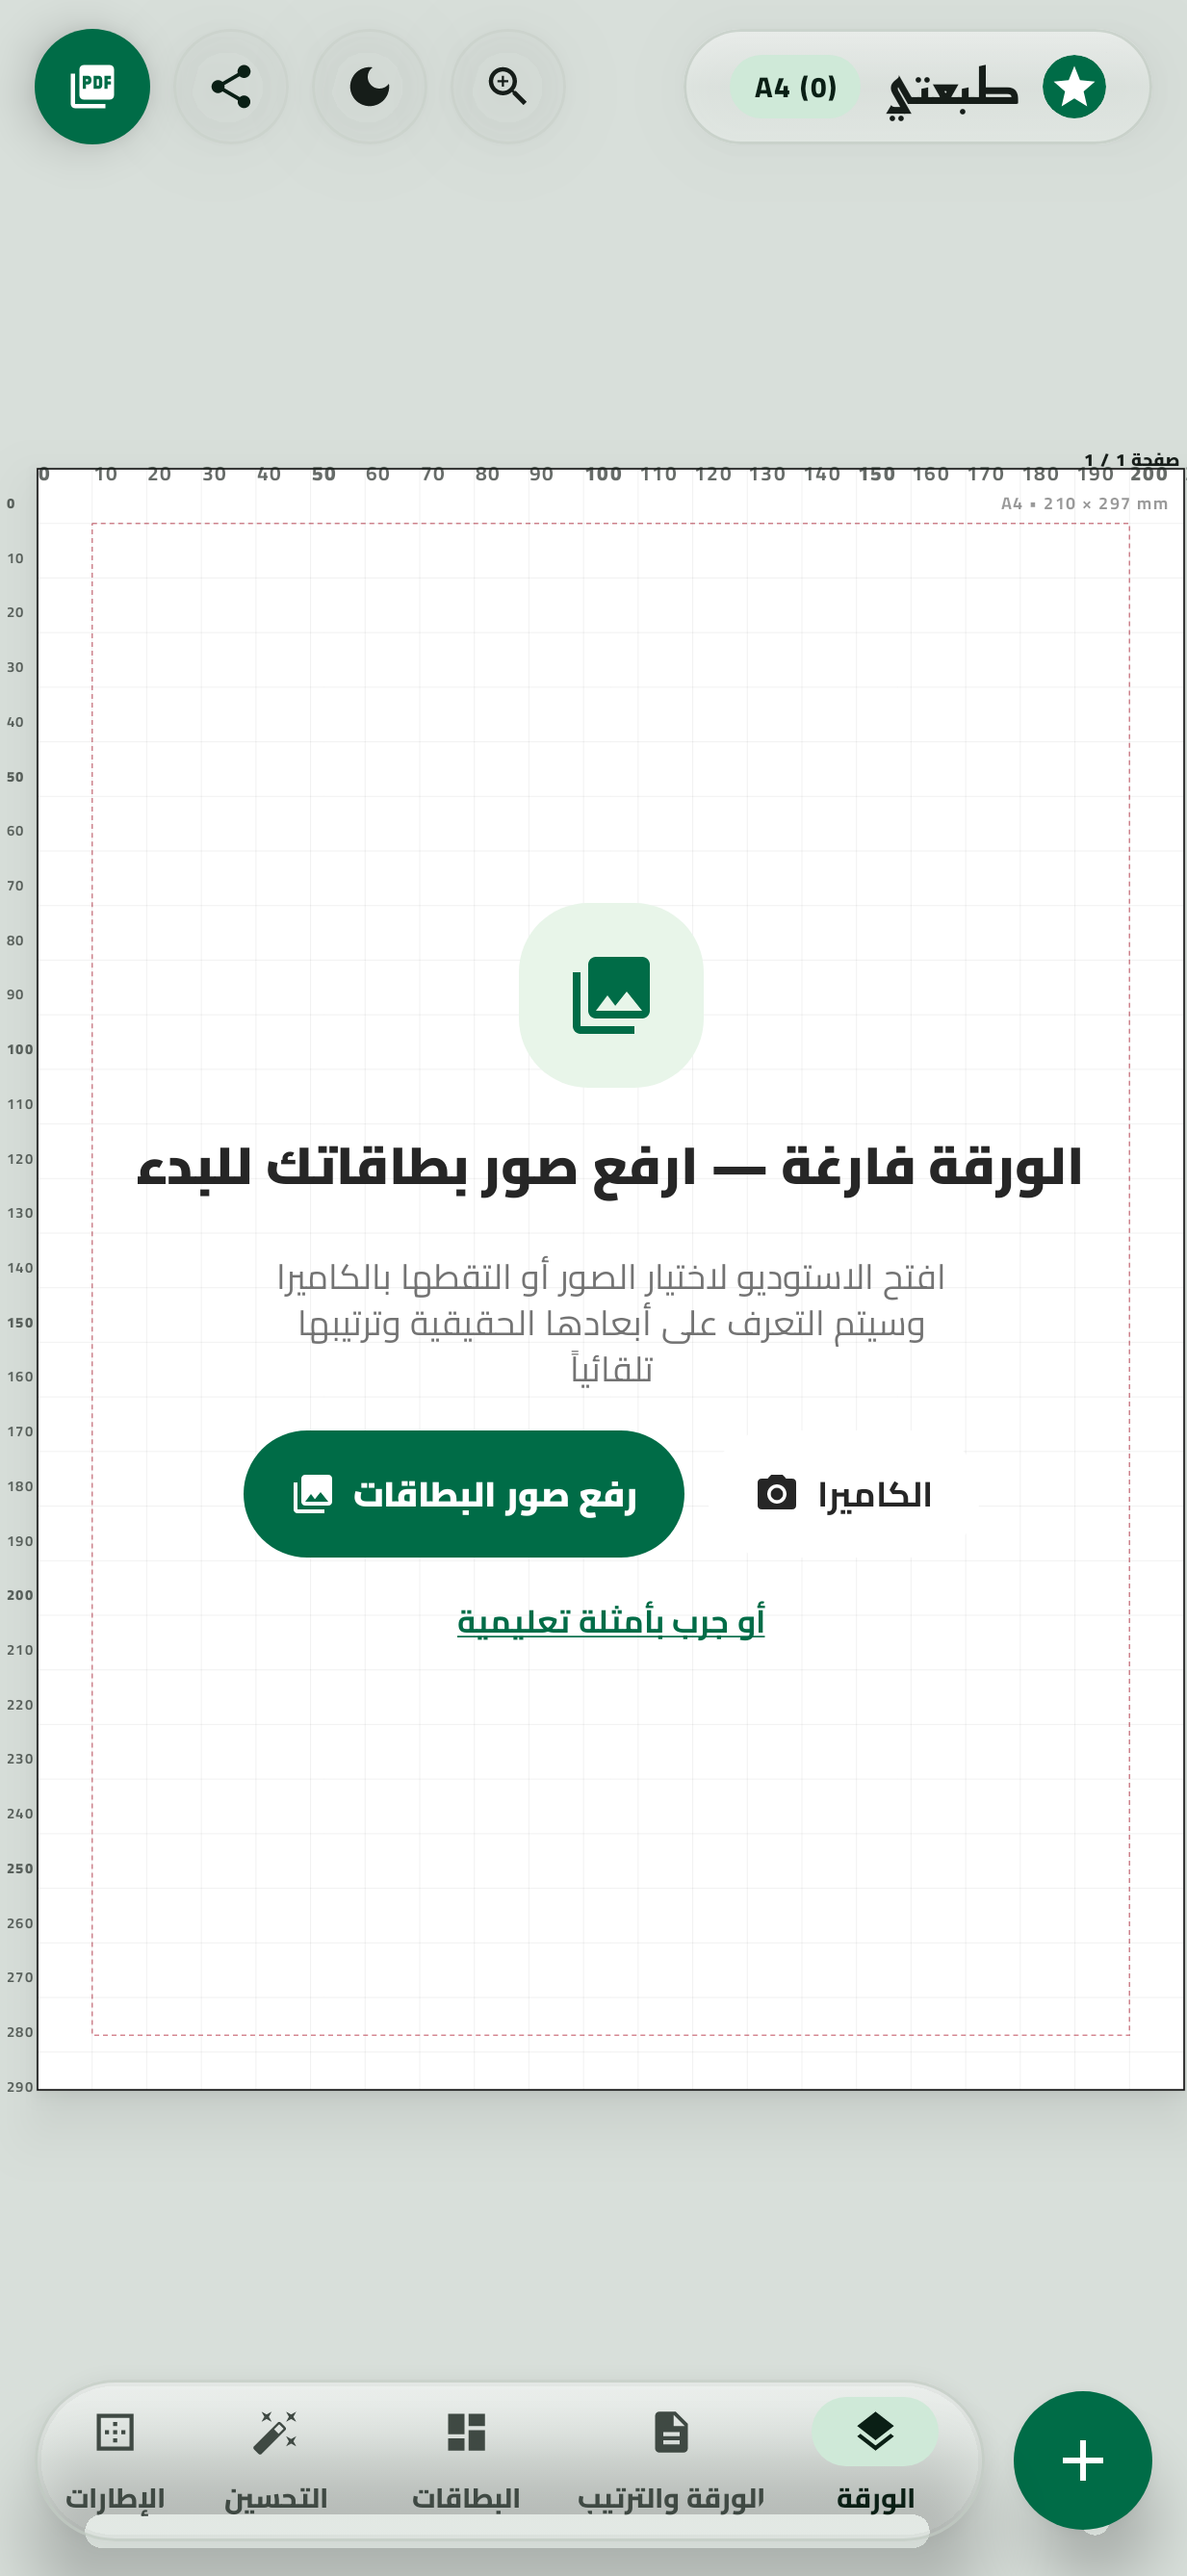 طبعتي
A4 (0)
PDF
صفحة 1 / 1
0 10 20 30 40 50 60 70 80 90 100 110 120 130 140 150 160 170 180 190 200
A4 • 210 × 297 mm
0
10
20
30
40
50
60
70
80
90
100
110
120
130
140
150
160
170
180
190
200
210
220
230
240
250
260
270
280
290
الورقة فارغة — ارفع صور بطاقاتك للبدء
افتح الاستوديو لاختيار الصور أو التقطها بالكاميرا
وسيتم التعرف على أبعادها الحقيقية وترتيبها
تلقائياً
الكاميرا
رفع صور البطاقات
أو جرب بأمثلة تعليمية
الورقة
الورقة والترتيب
البطاقات
التحسين
الإطارات